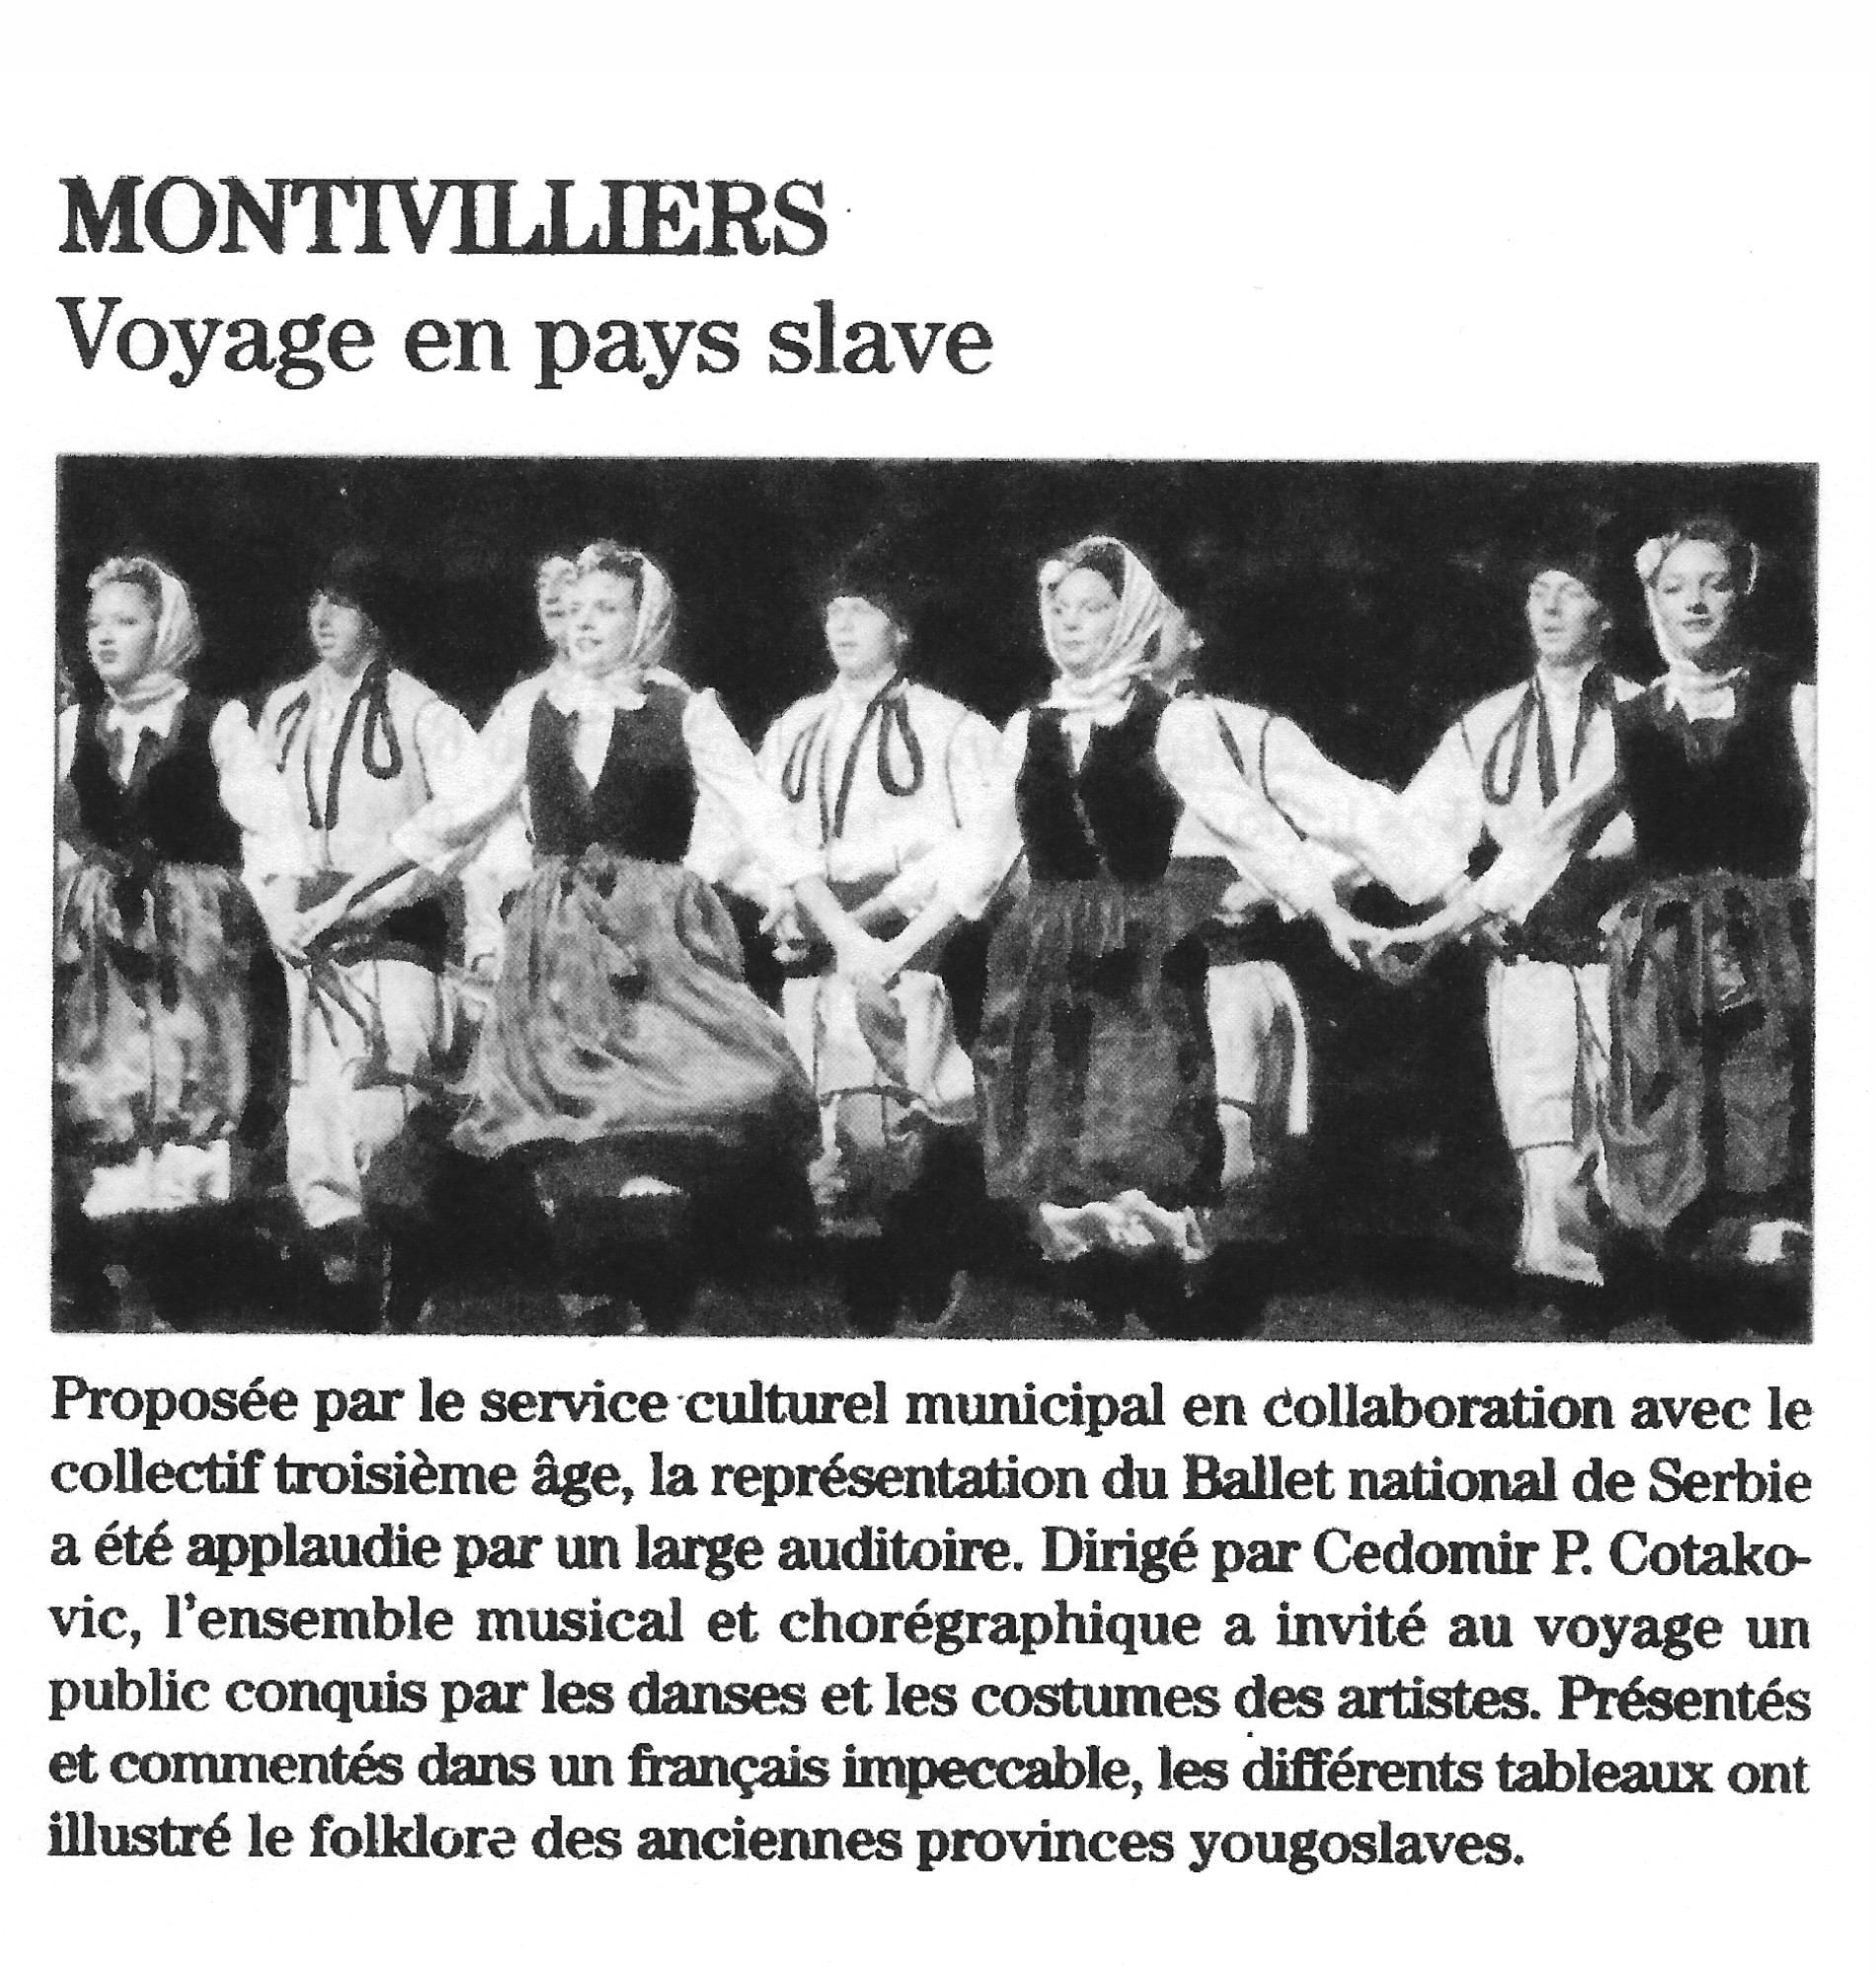 MONTIVILLIERS
Voyage en pays slave
Proposée par le service culturel municipal en collaboration avec le
collectif troisième âge, la représentation du Ballet national de Serbie
a été applaudie par un large auditoire. Dirigé par Cedomir P. Cotako-
vic, l'ensemble musical et chorégraphique a invité au voyage un
public conquis par les danses et les costumes des artistes. Présentés
et commentés dans un français impeccable, les différents tableaux ont
illustré le folklore des anciennes provinces yougoslaves.